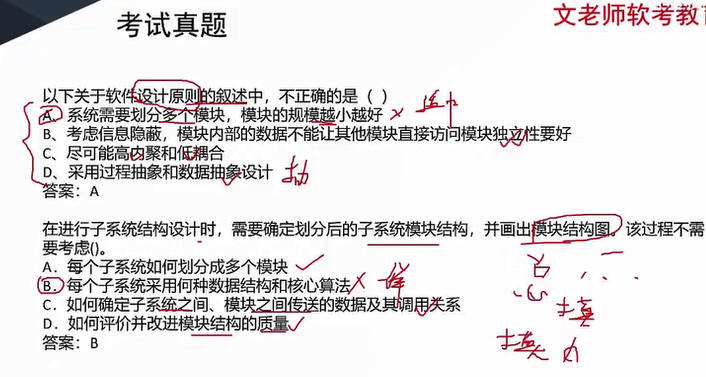 考试真题
文老师软考教育
以下关于软件设计原则的叙述中，不正确的是（ ）
A、系统需要划分多个模块，模块的规模越小越好
适中
B、考虑信息隐蔽，模块内部的数据不能让其他模块直接访问模块独立性要好
C、尽可能高内聚和低耦合
D、采用过程抽象和数据抽象设计
答案：A
在进行子系统结构设计时，需要确定划分后的子系统模块结构，并画出模块结构图。该过程不需
要考虑()。
A．每个子系统如何划分成多个模块
B．每个子系统采用何种数据结构和核心算法
C．如何确定子系统之间、模块之间传送的数据及其调用关系
D．如何评价并改进模块结构的质量
答案：B